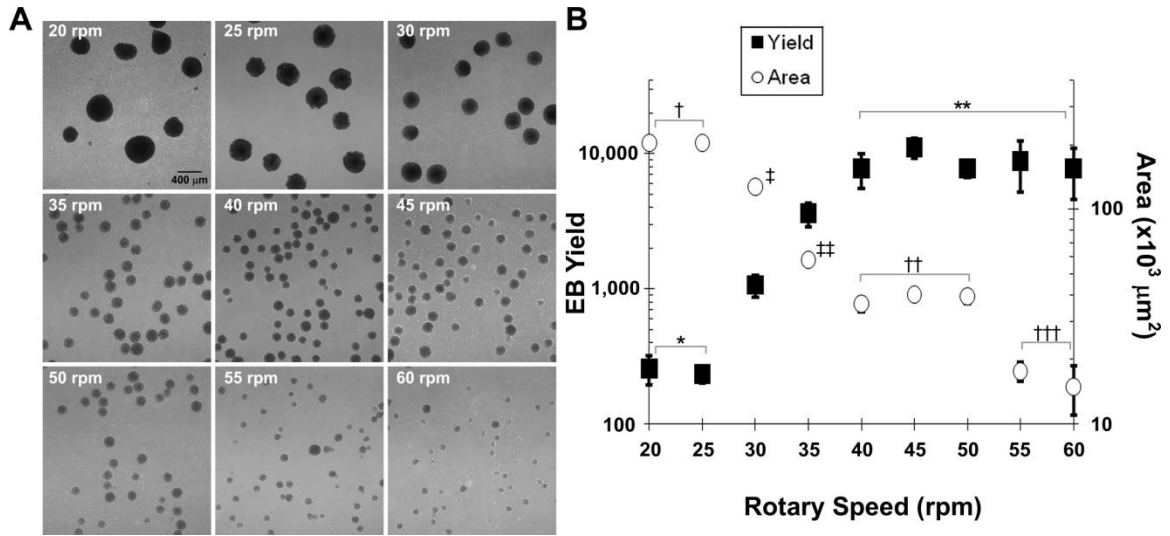 A
20 rpm
25 rpm
30 rpm
400 µm
35 rpm
40 rpm
45 rpm
50 rpm
55 rpm
60 rpm
B
Yield
Area
EB Yield
10,000
1,000
100
†
‡
‡‡
**
††
*
†††
100
10
Area (x10³ µm²)
20 25 30 35 40 45 50 55 60
Rotary Speed (rpm)